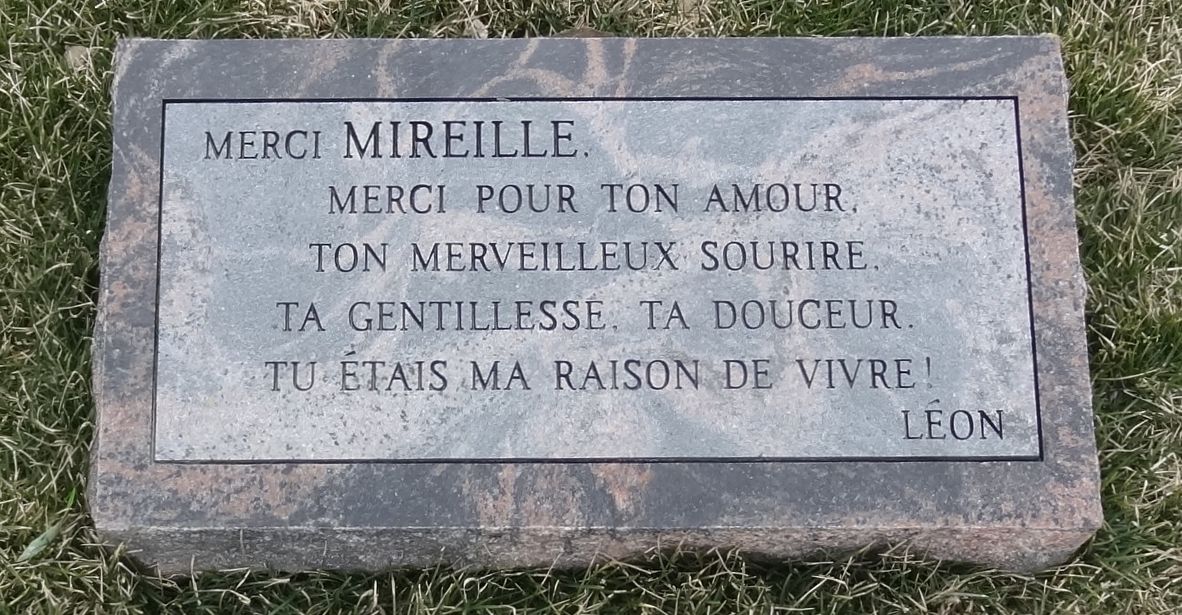 MERCI MIREILLE,
MERCI POUR TON AMOUR,
TON MERVEILLEUX SOURIRE,
TA GENTILLESSE, TA DOUCEUR.
TU ÉTAIS MA RAISON DE VIVRE!
LÉON